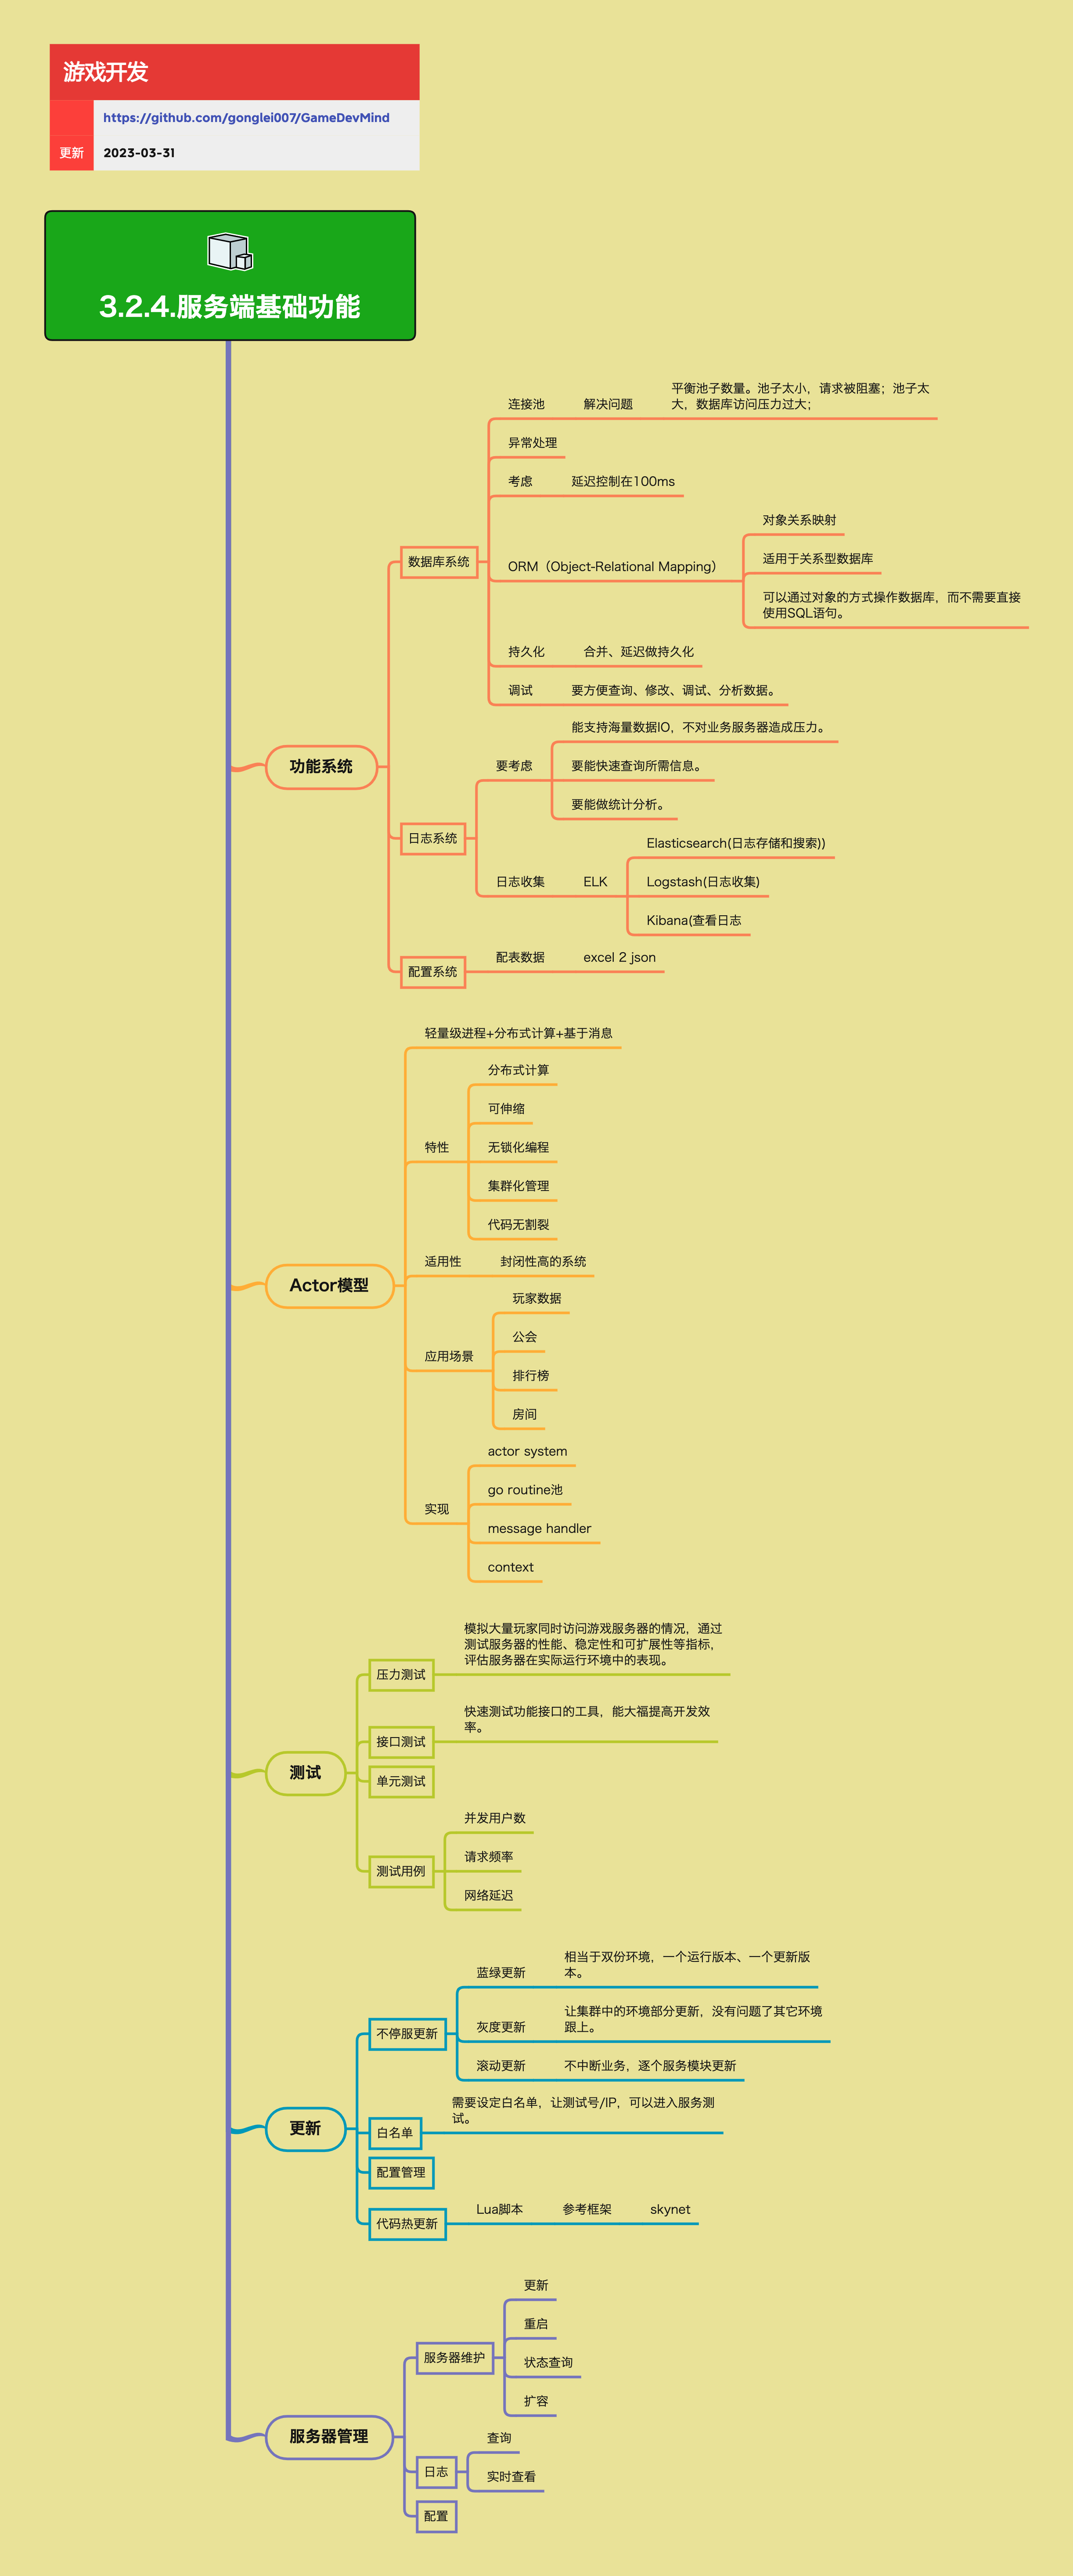 游戏开发
https://github.com/gonglei007/GameDevMind
更新
2023-03-31
3.2.4.服务端基础功能
功能系统
数据库系统
连接池
解决问题
平衡池子数量。池子太小，请求被阻塞；池子太
大，数据库访问压力过大；
异常处理
考虑
延迟控制在100ms
ORM（Object-Relational Mapping）
对象关系映射
适用于关系型数据库
可以通过对象的方式操作数据库，而不需要直接
使用SQL语句。
持久化
合并、延迟做持久化
调试
要方便查询、修改、调试、分析数据。
日志系统
要考虑
能支持海量数据IO，不对业务服务器造成压力。
要能快速查询所需信息。
要能做统计分析。
日志收集
ELK
Elasticsearch(日志存储和搜索))
Logstash(日志收集)
Kibana(查看日志
配置系统
配表数据
excel 2 json
Actor模型
轻量级进程+分布式计算+基于消息
特性
分布式计算
可伸缩
无锁化编程
集群化管理
代码无割裂
适用性
封闭性高的系统
应用场景
玩家数据
公会
排行榜
房间
实现
actor system
go routine池
message handler
context
测试
压力测试
模拟大量玩家同时访问游戏服务器的情况，通过
测试服务器的性能、稳定性和可扩展性等指标，
评估服务器在实际运行环境中的表现。
接口测试
快速测试功能接口的工具，能大福提高开发效
率。
单元测试
测试用例
并发用户数
请求频率
网络延迟
更新
不停服更新
蓝绿更新
相当于双份环境，一个运行版本、一个更新版
本。
灰度更新
让集群中的环境部分更新，没有问题了其它环境
跟上。
滚动更新
不中断业务，逐个服务模块更新
白名单
需要设定白名单，让测试号/IP，可以进入服务测
试。
配置管理
代码热更新
Lua脚本
参考框架
skynet
服务器管理
服务器维护
更新
重启
状态查询
扩容
日志
查询
实时查看
配置